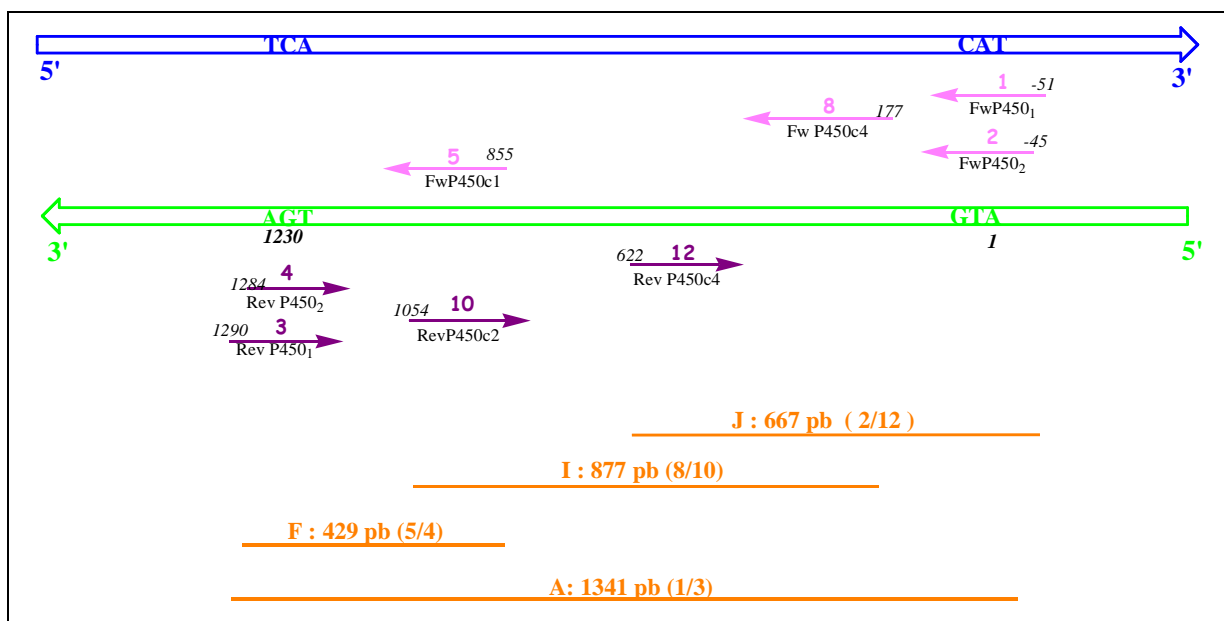 TCA CAT
5' 3'
1 -51
FwP450₁
8 177
Fw P450c4
2 -45
FwP450₂
5 855
FwP450c1
AGT GTA
3' 1230 1 5'
622 12
Rev P450c4
1284 4
Rev P450₂
1054 10
RevP450c2
1290 3
Rev P450₁
J : 667 pb ( 2/12 )
I : 877 pb (8/10)
F : 429 pb (5/4)
A: 1341 pb (1/3)